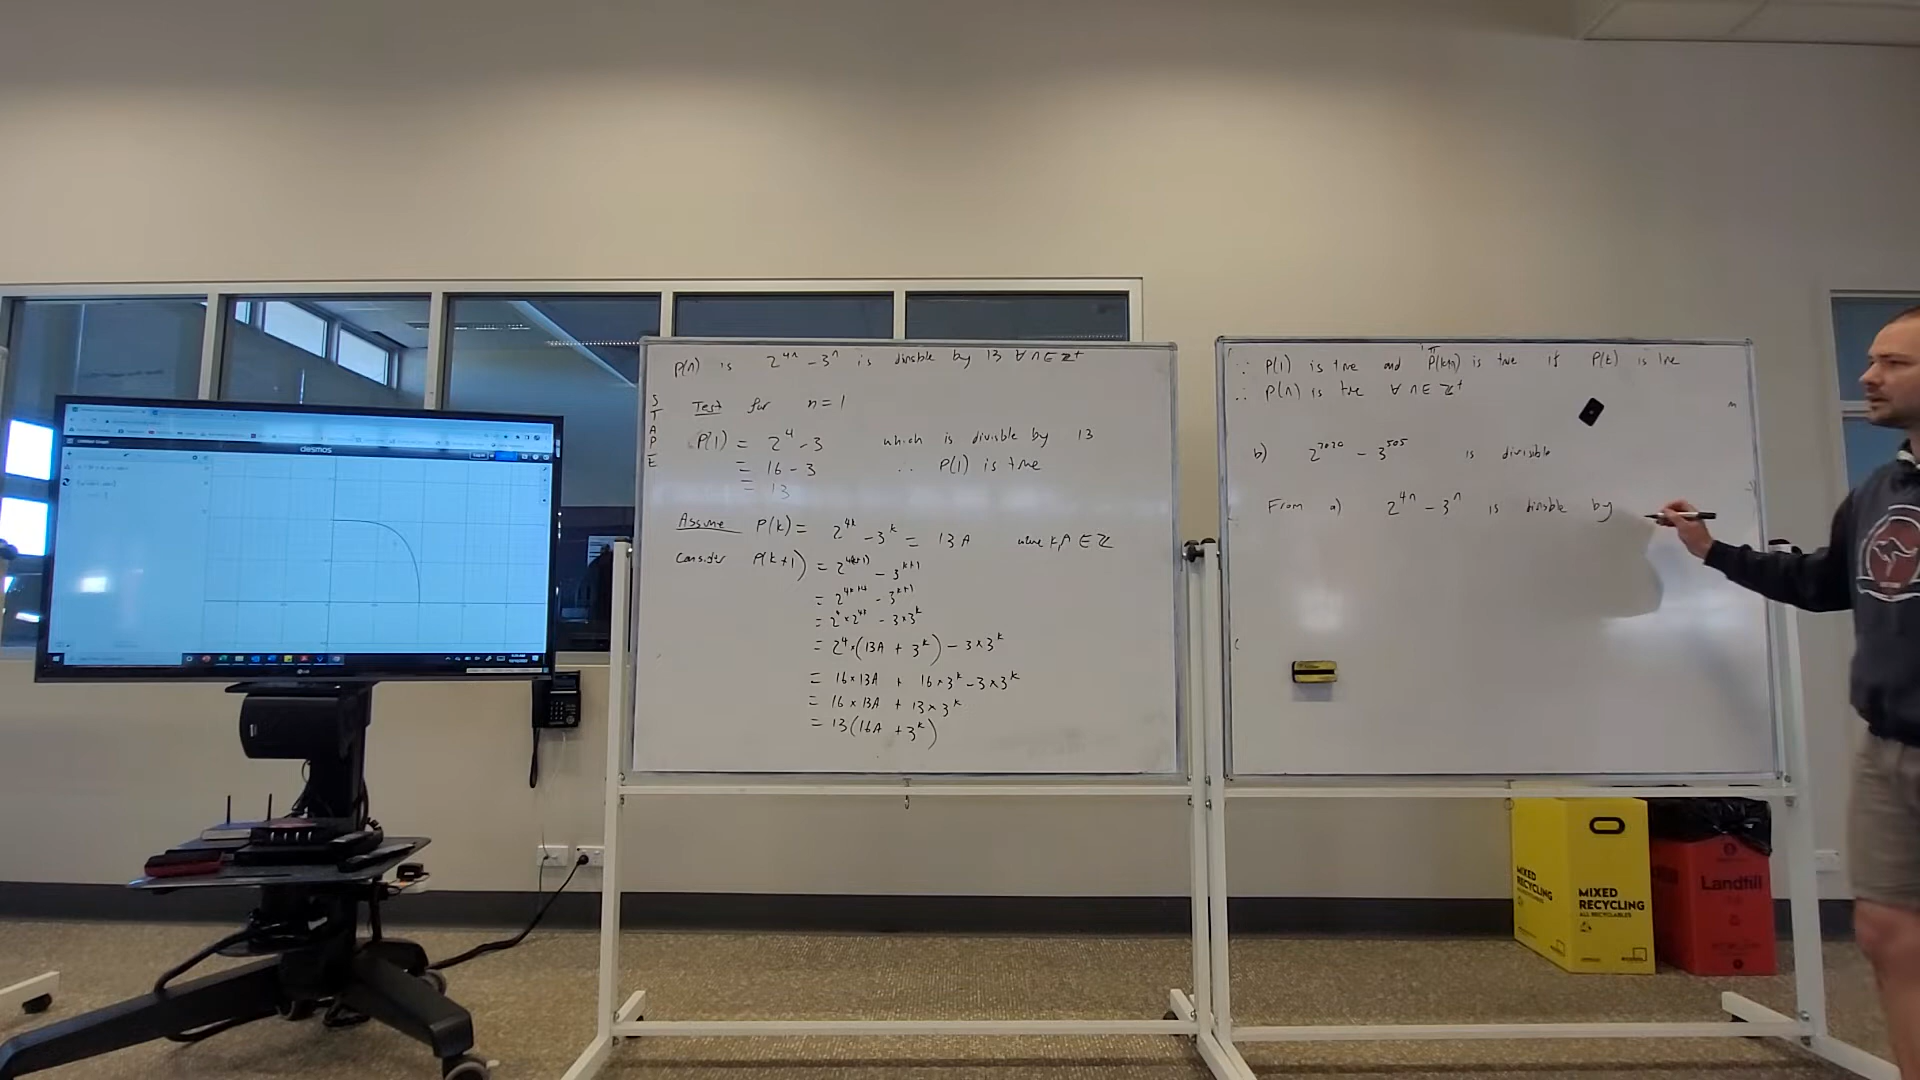 desmos
P(n) is 2^{4n} - 3^n is divisible by 13 ∀ n ∈ ℤ^+
S
T
A
P
E
Test for n = 1
P(1) = 2^4 - 3 which is divisible by 13
= 16 - 3 ∴ P(1) is true
= 13
Assume P(k) = 2^{4k} - 3^k = 13A where k, A ∈ ℤ
Consider P(k+1) = 2^{4(k+1)} - 3^{k+1}
= 2^{4k+4} - 3^{k+1}
= 2^4 × 2^{4k} - 3 × 3^k
= 2^4 × (13A + 3^k) - 3 × 3^k
= 16 × 13A + 16 × 3^k - 3 × 3^k
= 16 × 13A + 13 × 3^k
= 13(16A + 3^k)
∵ P(1) is true and P(k+1) is true if P(k) is true
∴ P(n) is true ∀ n ∈ ℤ^+
b) 2^{2020} - 3^{505} is divisible
From a) 2^{4n} - 3^n is divisible by
MIXED
RECYCLING
MIXED
RECYCLING
ALL RECYCLABLES
Landfill